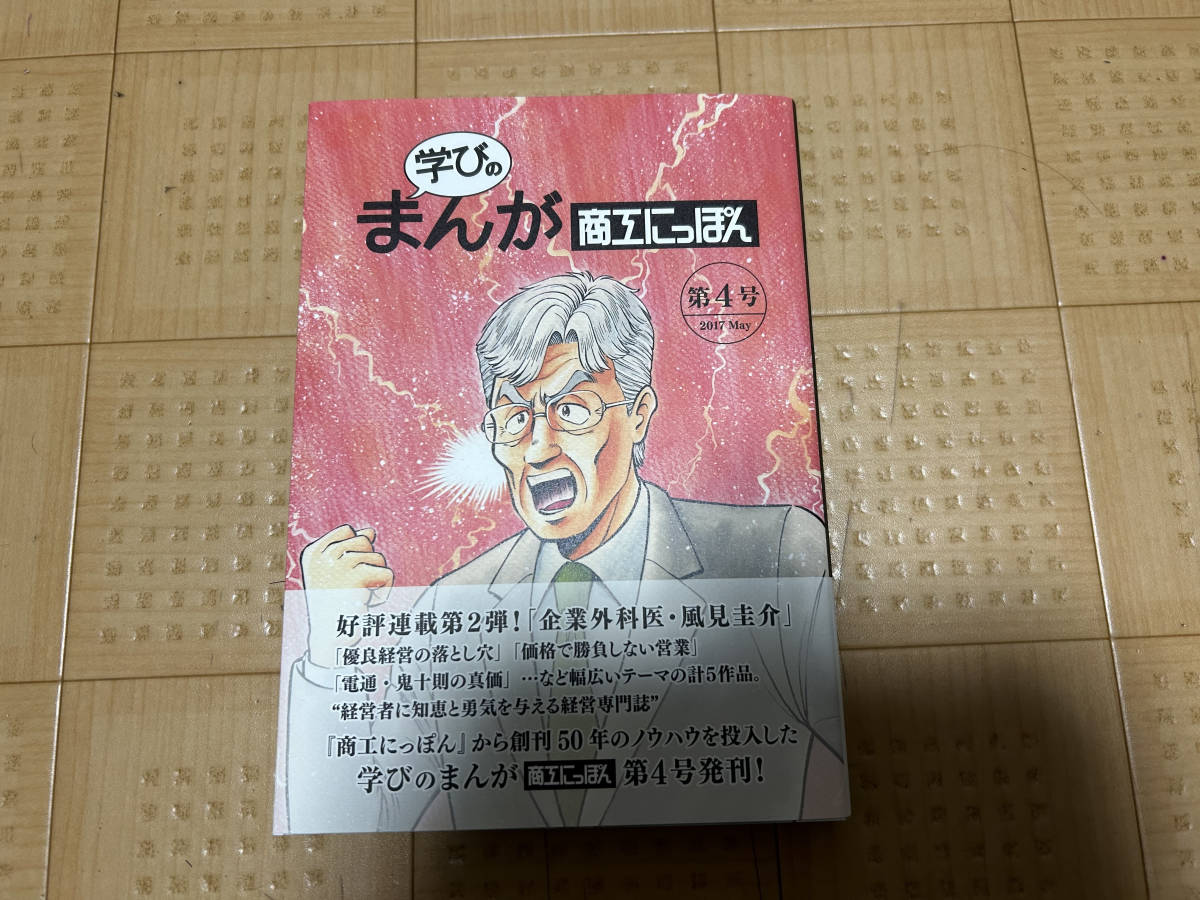 学びの
まんが 商工にっぽん
第4号
2017 May
好評連載第2弾!「企業外科医・風見圭介」
「優良経営の落とし穴」「価格で勝負しない営業」
「電通・鬼十則の真価」…など幅広いテーマの計5作品。
“経営者に知恵と勇気を与える経営専門誌”
『商工にっぽん』から創刊50年のノウハウを投入した
学びのまんが 商工にっぽん 第4号発刊!